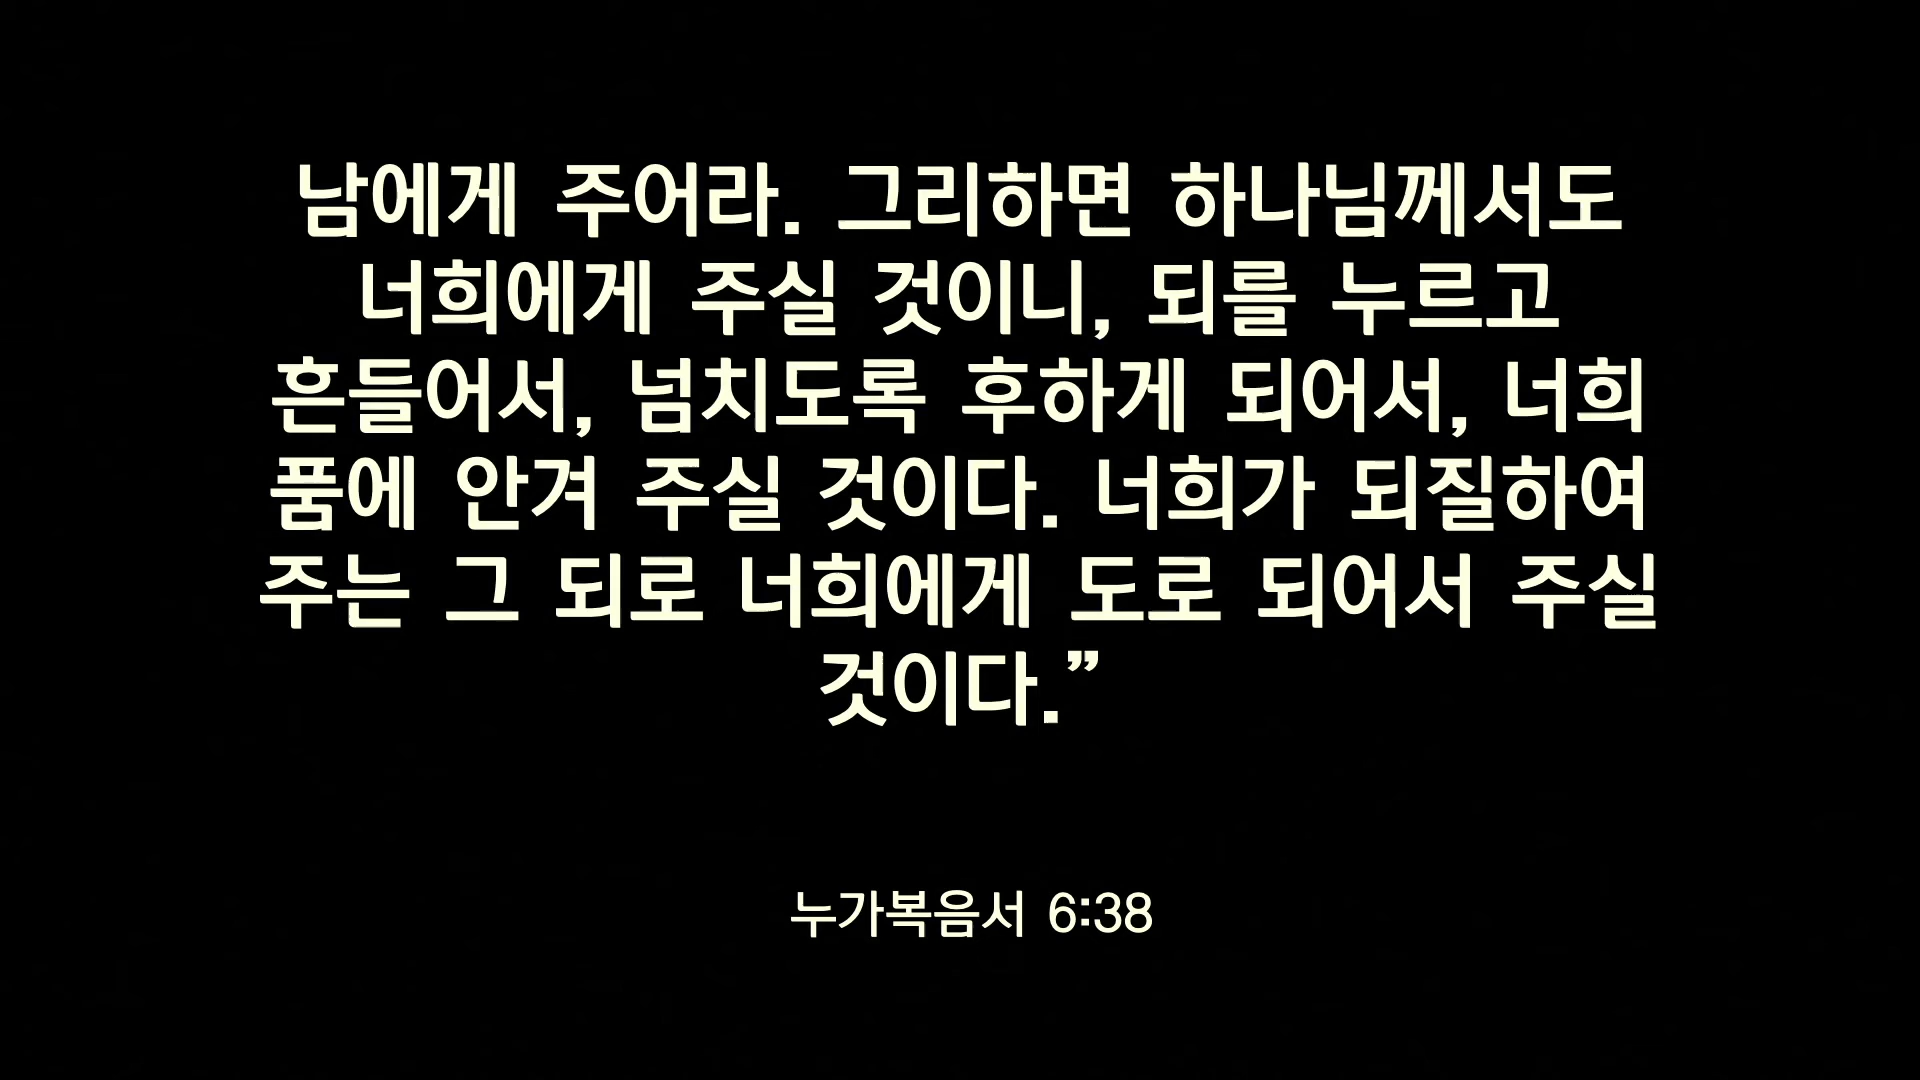 남에게 주어라. 그리하면 하나님께서도
너희에게 주실 것이니, 되를 누르고
흔들어서, 넘치도록 후하게 되어서, 너희
품에 안겨 주실 것이다. 너희가 되질하여
주는 그 되로 너희에게 도로 되어서 주실
것이다.”
누가복음서 6:38